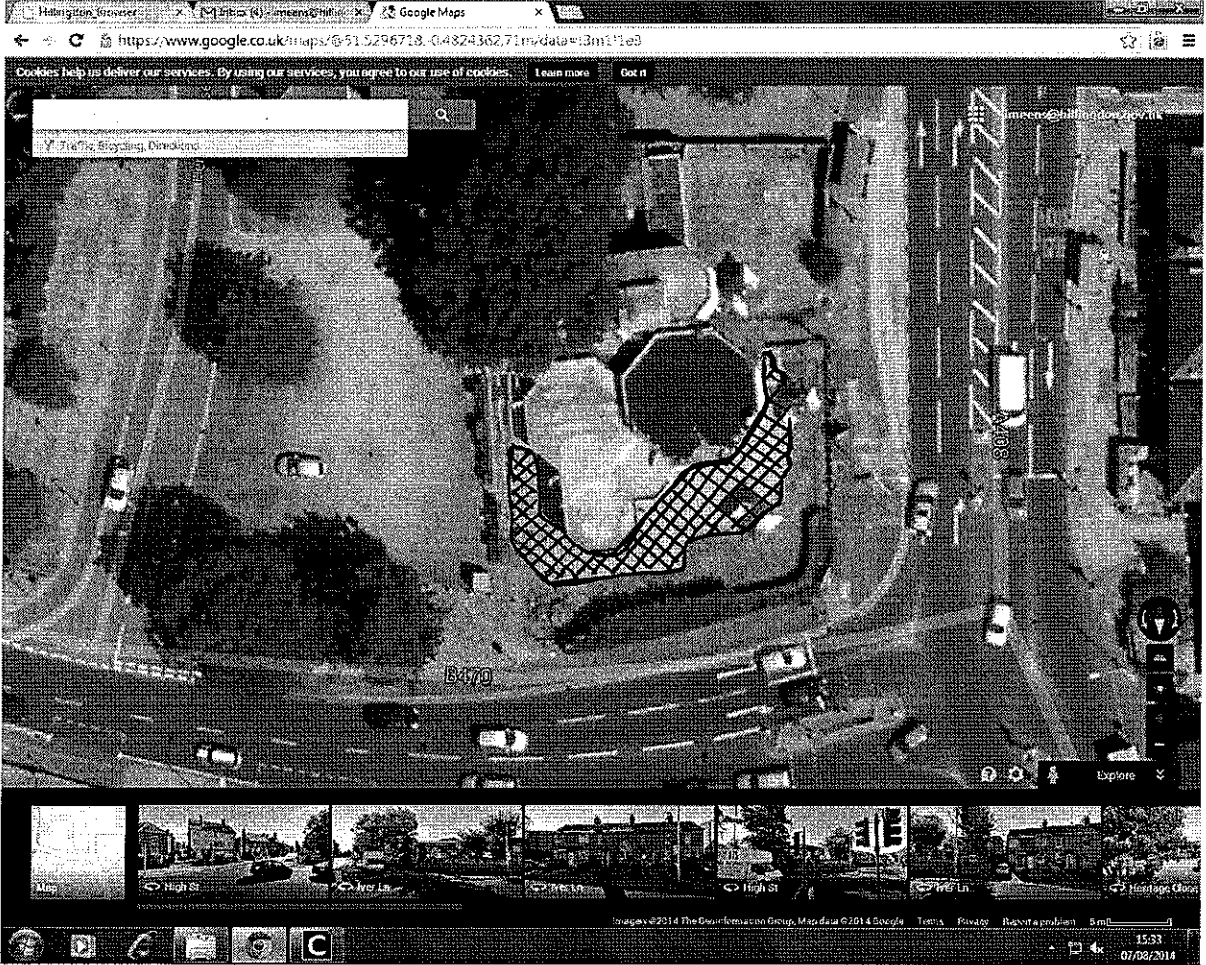 Hillingdon_Browser
Google Maps
https://www.google.co.uk/maps/@51.5296718,-0.4824362,71m/data=!3m1!1e3
Cookies help us deliver our services. By using our services, you agree to our use of cookies. Learn more Got it
Traffic, Bicycling, Directions
A408
B470
Explore
Map
High St
Iver Ln
Iver Ln
High St
Iver Ln
Heritage Close
Imagery ©2014 The GeoInformation Group, Map data ©2014 Google Terms Privacy Report a problem 5 m
15:33
07/08/2014